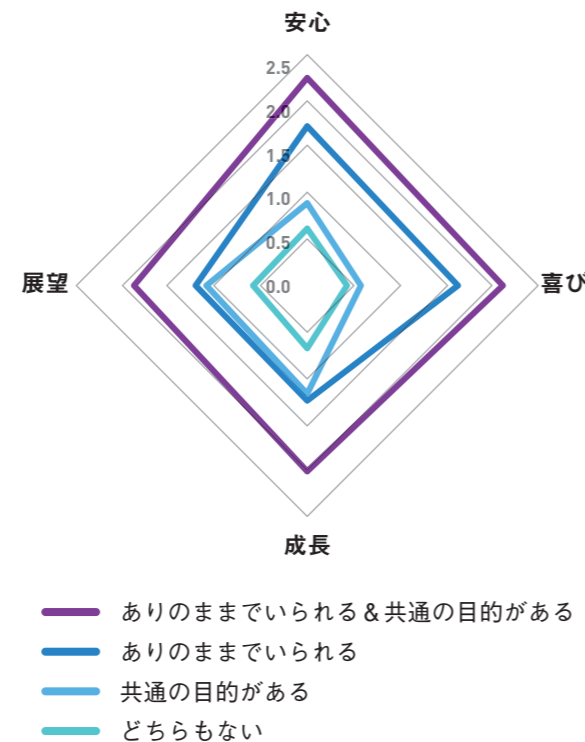 安心
2.5
2.0
1.5
1.0
0.5
展望
0.0
喜び
成長
ありのままでいられる＆共通の目的がある
ありのままでいられる
共通の目的がある
どちらもない